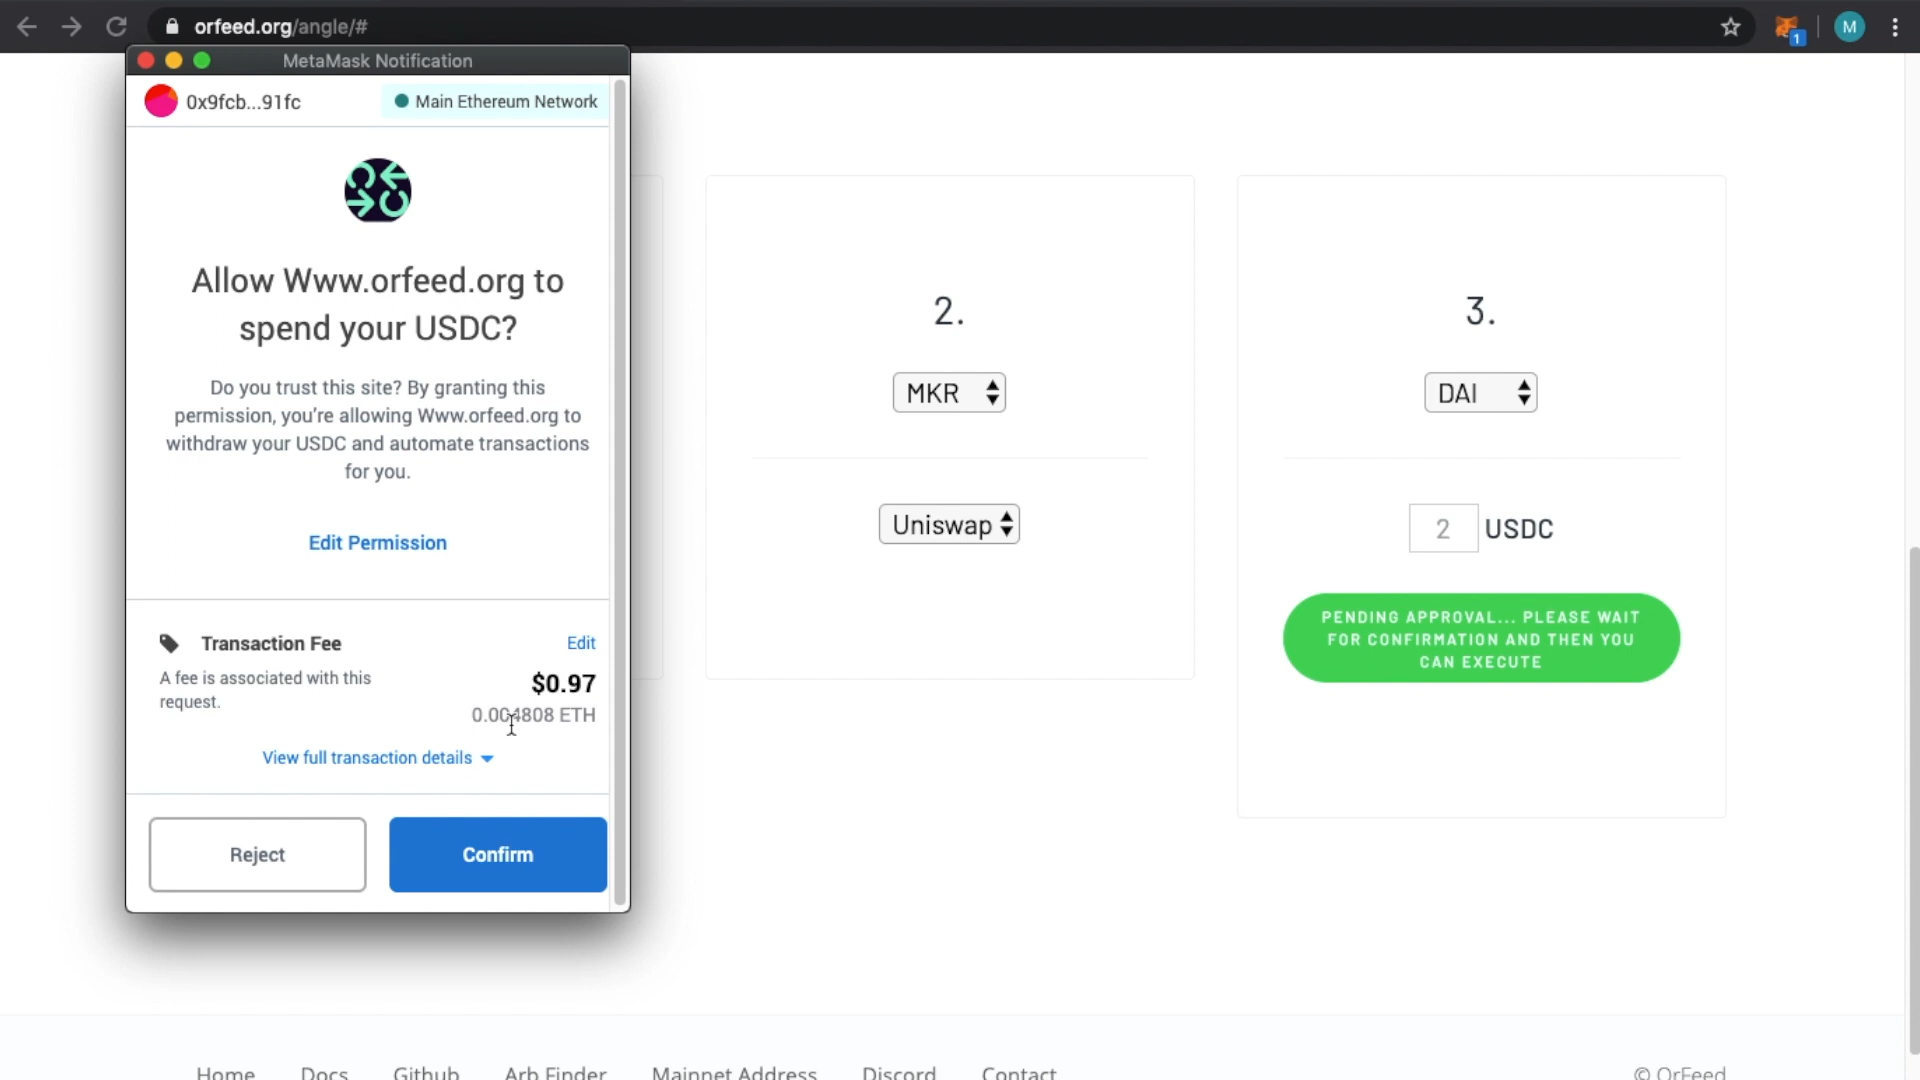 orfeed.org/angle/#
1
M
MetaMask Notification
0x9fcb...91fc
Main Ethereum Network
Allow Www.orfeed.org to
spend your USDC?
Do you trust this site? By granting this
permission, you're allowing Www.orfeed.org to
withdraw your USDC and automate transactions
for you.
Edit Permission
Transaction Fee
Edit
A fee is associated with this
request.
$0.97
0.004808 ETH
View full transaction details
Reject
Confirm
2.
MKR
Uniswap
3.
DAI
2 USDC
PENDING APPROVAL... PLEASE WAIT
FOR CONFIRMATION AND THEN YOU
CAN EXECUTE
Home Docs Github Arb Finder Mainnet Address Discord Contact
© OrFeed